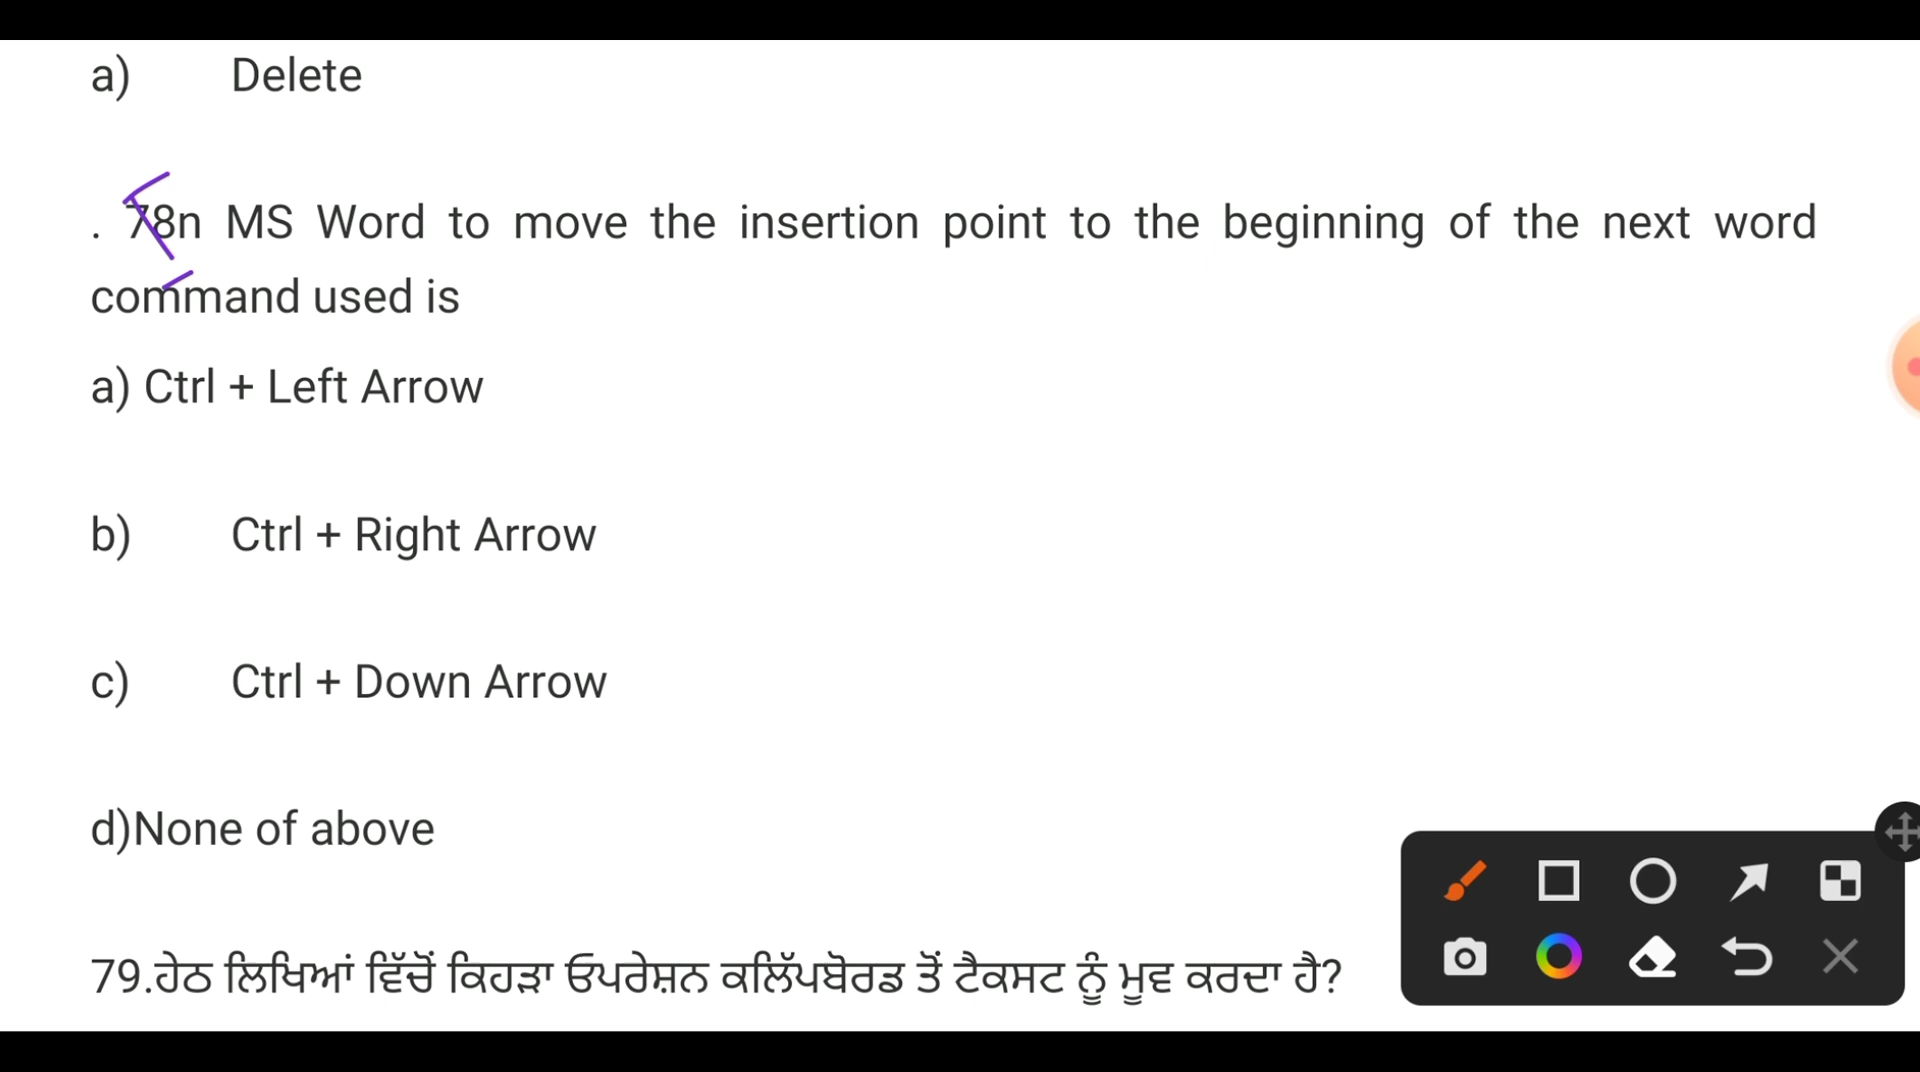 a) Delete
. 78n MS Word to move the insertion point to the beginning of the next word
command used is
a) Ctrl + Left Arrow
b) Ctrl + Right Arrow
c) Ctrl + Down Arrow
d)None of above
79.ਹੇਠ ਲਿਖਿਆਂ ਵਿੱਚੋਂ ਕਿਹੜਾ ਓਪਰੇਸ਼ਨ ਕਲਿੱਪਬੋਰਡ ਤੋਂ ਟੈਕਸਟ ਨੂੰ ਮੂਵ ਕਰਦਾ ਹੈ?